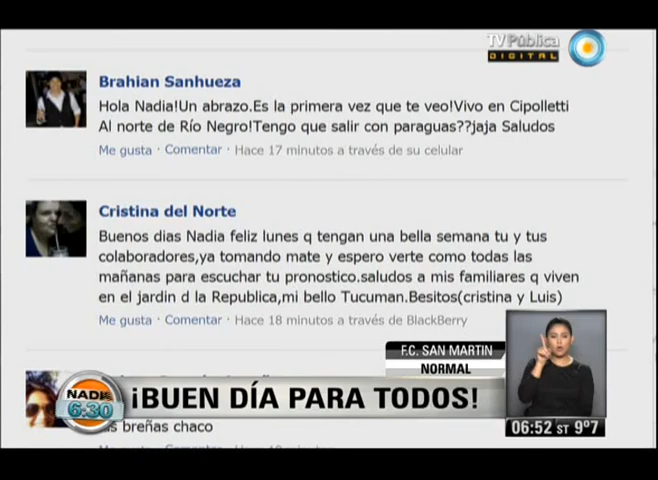 TV Pública
DIGITAL
Brahian Sanhueza
Hola Nadia!Un abrazo.Es la primera vez que te veo!Vivo en Cipolletti
Al norte de Río Negro!Tengo que salir con paraguas??jaja Saludos
Me gusta · Comentar · Hace 17 minutos a través de su celular
Cristina del Norte
Buenos dias Nadia feliz lunes q tengan una bella semana tu y tus
colaboradores,ya tomando mate y espero verte como todas las
mañanas para escuchar tu pronostico.saludos a mis familiares q viven
en el jardin d la Republica,mi bello Tucuman.Besitos(cristina y Luis)
Me gusta · Comentar · Hace 18 minutos a través de BlackBerry
F.C. SAN MARTIN
NORMAL
6:30
¡BUEN DÍA PARA TODOS!
breñas chaco
06:52 ST 9º7